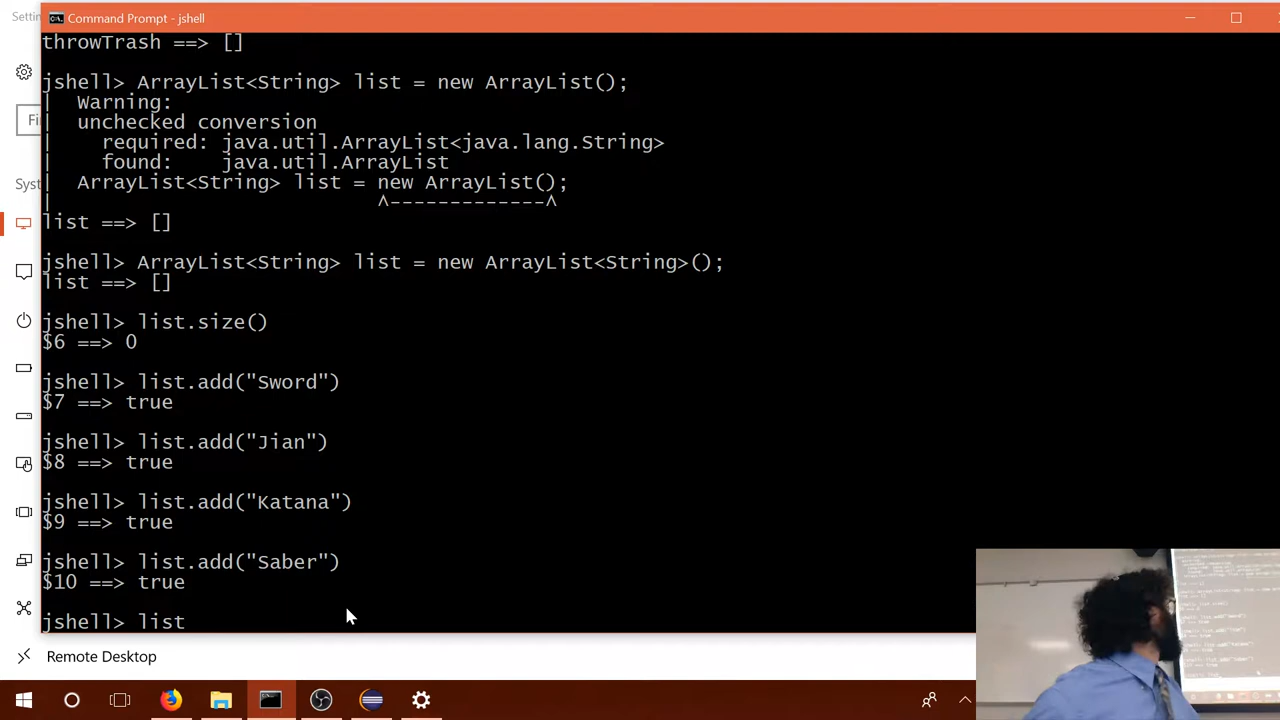 Settin
Command Prompt - jshell
throwTrash ==> []
jshell> ArrayList<String> list = new ArrayList();
| Warning:
| unchecked conversion
| required: java.util.ArrayList<java.lang.String>
| found: java.util.ArrayList
| ArrayList<String> list = new ArrayList();
| ^-------------^
list ==> []
jshell> ArrayList<String> list = new ArrayList<String>();
list ==> []
jshell> list.size()
$6 ==> 0
jshell> list.add("Sword")
$7 ==> true
jshell> list.add("Jian")
$8 ==> true
jshell> list.add("Katana")
$9 ==> true
jshell> list.add("Saber")
$10 ==> true
jshell> list
Fi
Syst
Remote Desktop